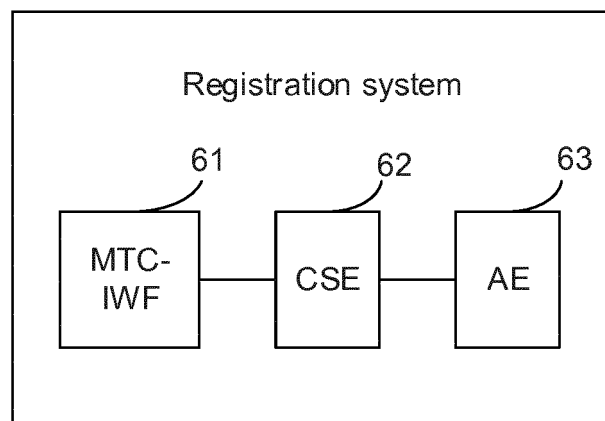 Registration system
61
62
63
MTC-
IWF
CSE
AE